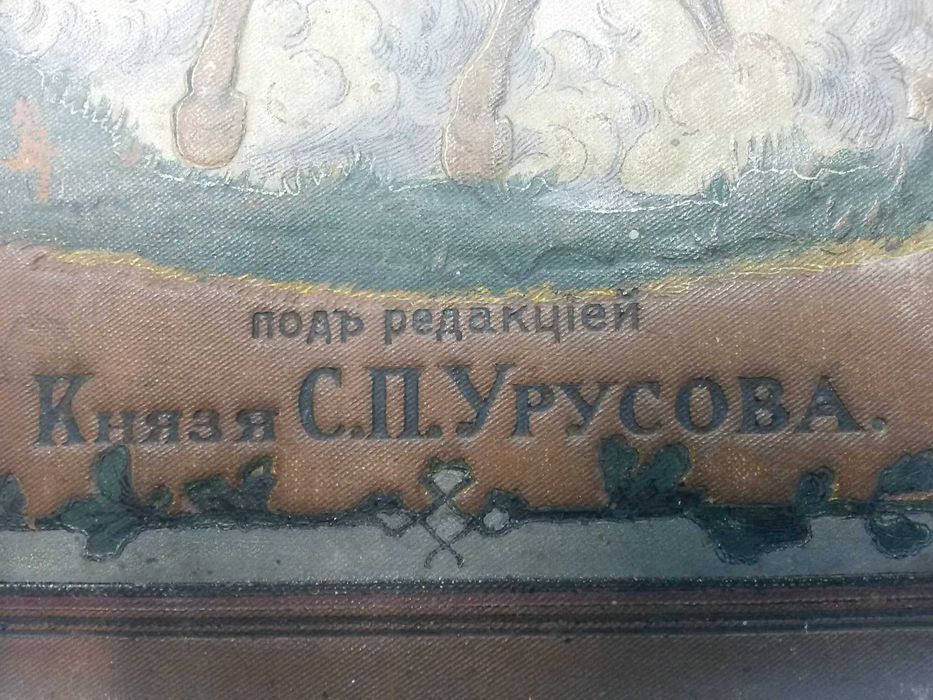 подъ редакціей
Князя С.П.Урусова.